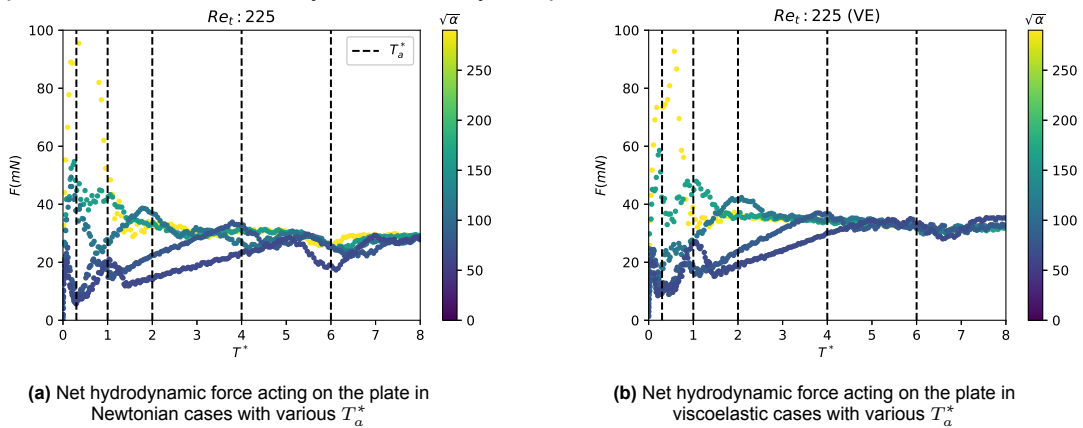 Re_t : 225
√α
100
80
60
40
20
0
F(mN)
0 1 2 3 4 5 6 7 8
T*
T_a^*
250
200
150
100
50
0
(a) Net hydrodynamic force acting on the plate in
Newtonian cases with various T_a^*
Re_t : 225 (VE)
√α
100
80
60
40
20
0
F(mN)
0 1 2 3 4 5 6 7 8
T*
250
200
150
100
50
0
(b) Net hydrodynamic force acting on the plate in
viscoelastic cases with various T_a^*